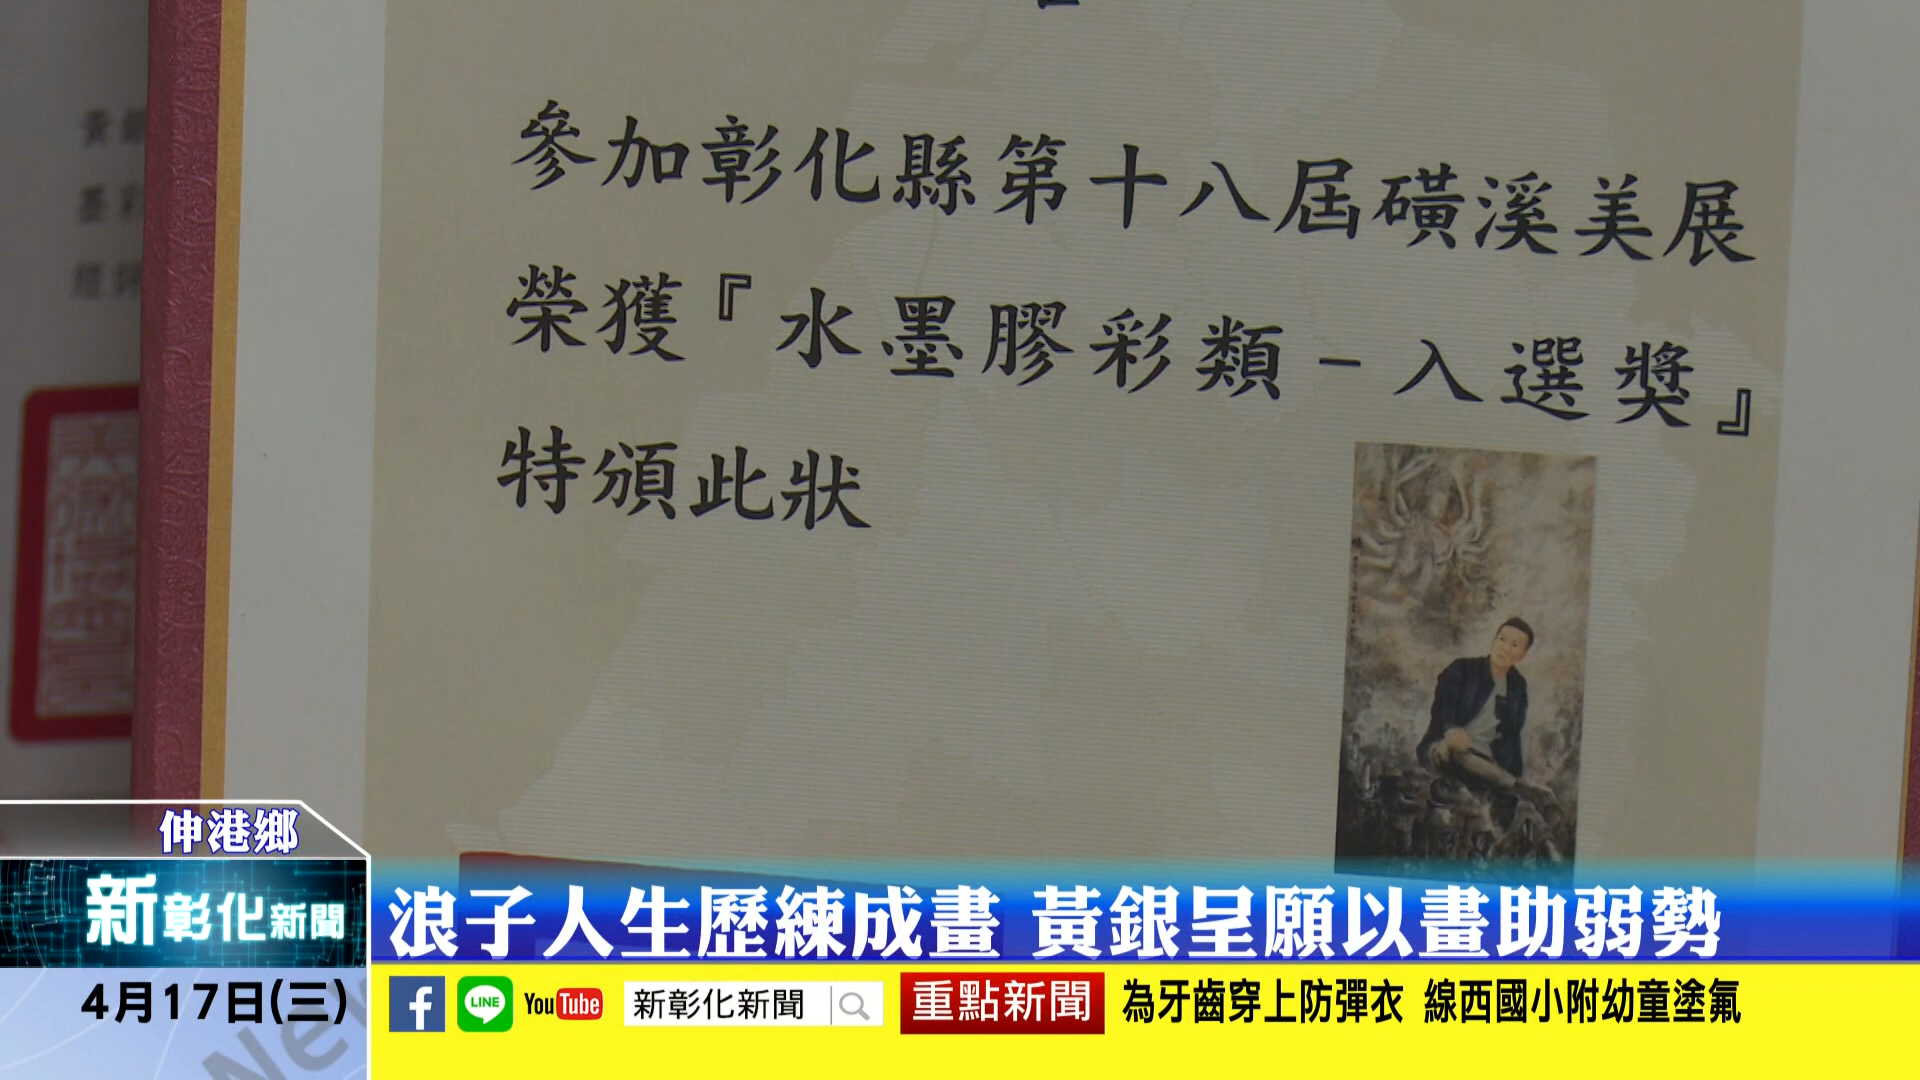 參加彰化縣第十八屆磺溪美展
榮獲『水墨膠彩類-入選獎』
特頒此狀
伸港鄉
新彰化新聞
浪子人生歷練成畫 黃銀呈願以畫助弱勢
4月17日(三)
LINE
YouTube
新彰化新聞
重點新聞
為牙齒穿上防彈衣 線西國小附幼童塗氟